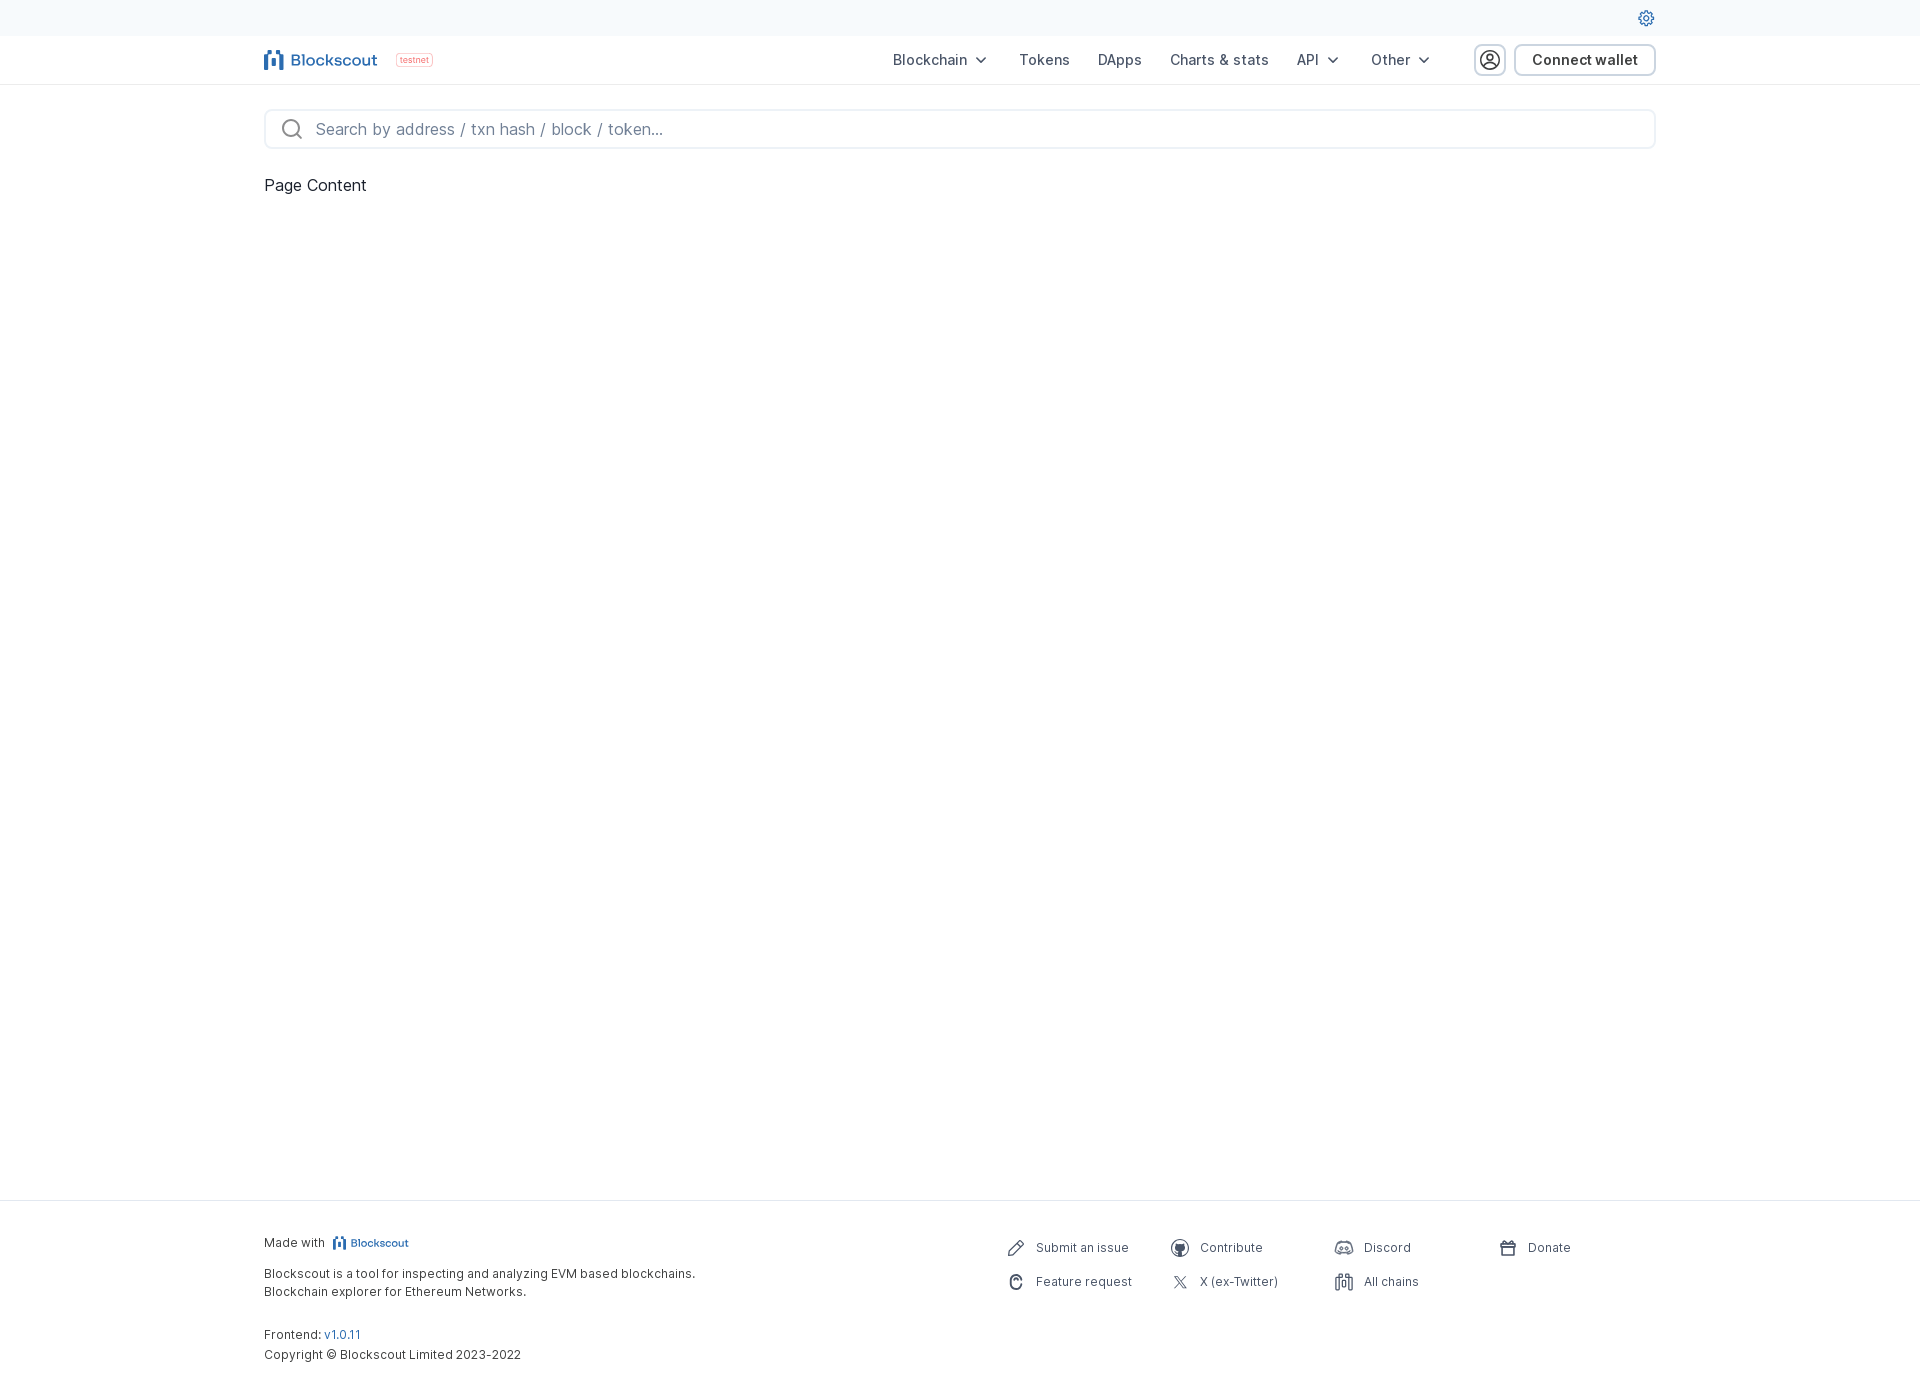 Blockscout testnet Blockchain Tokens DApps Charts & stats API Other Connect wallet
Search by address / txn hash / block / token...
Page Content
Made with Blockscout
Blockscout is a tool for inspecting and analyzing EVM based blockchains.
Blockchain explorer for Ethereum Networks.
Frontend: v1.0.11
Copyright © Blockscout Limited 2023-2022
Submit an issue Contribute Discord Donate
Feature request X (ex-Twitter) All chains